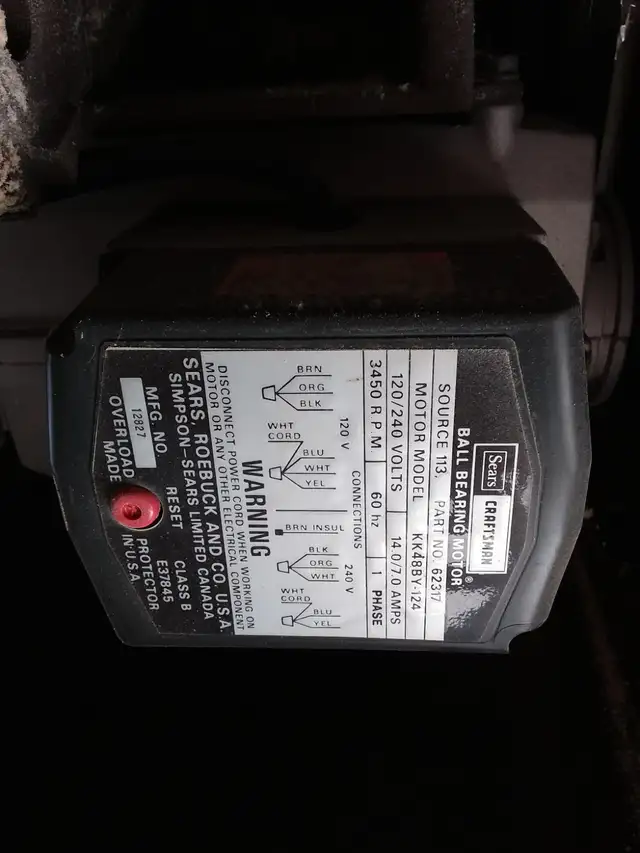 Sears
CRAFTSMAN
BALL BEARING MOTOR®
SOURCE 113. PART NO. 62317
MOTOR MODEL KK48BY-124
120/240 VOLTS 14.0/7.0 AMPS
3450 R.P.M. 60 hz 1 PHASE
CONNECTIONS
120 V
240 V
BRN
ORG
BLK
WHT
CORD
BLU
WHT
YEL
BRN INSUL
BLK
ORG
WHT
WHT
CORD
BLU
YEL
WARNING
DISCONNECT POWER CORD WHEN WORKING ON
MOTOR OR ANY OTHER ELECTRICAL COMPONENT
SEARS, ROEBUCK AND CO. U.S.A.
SIMPSON-SEARS LIMITED CANADA
MFG. NO.
12827
RESET
CLASS B
E37845
OVERLOAD PROTECTOR
MADE IN U.S.A.